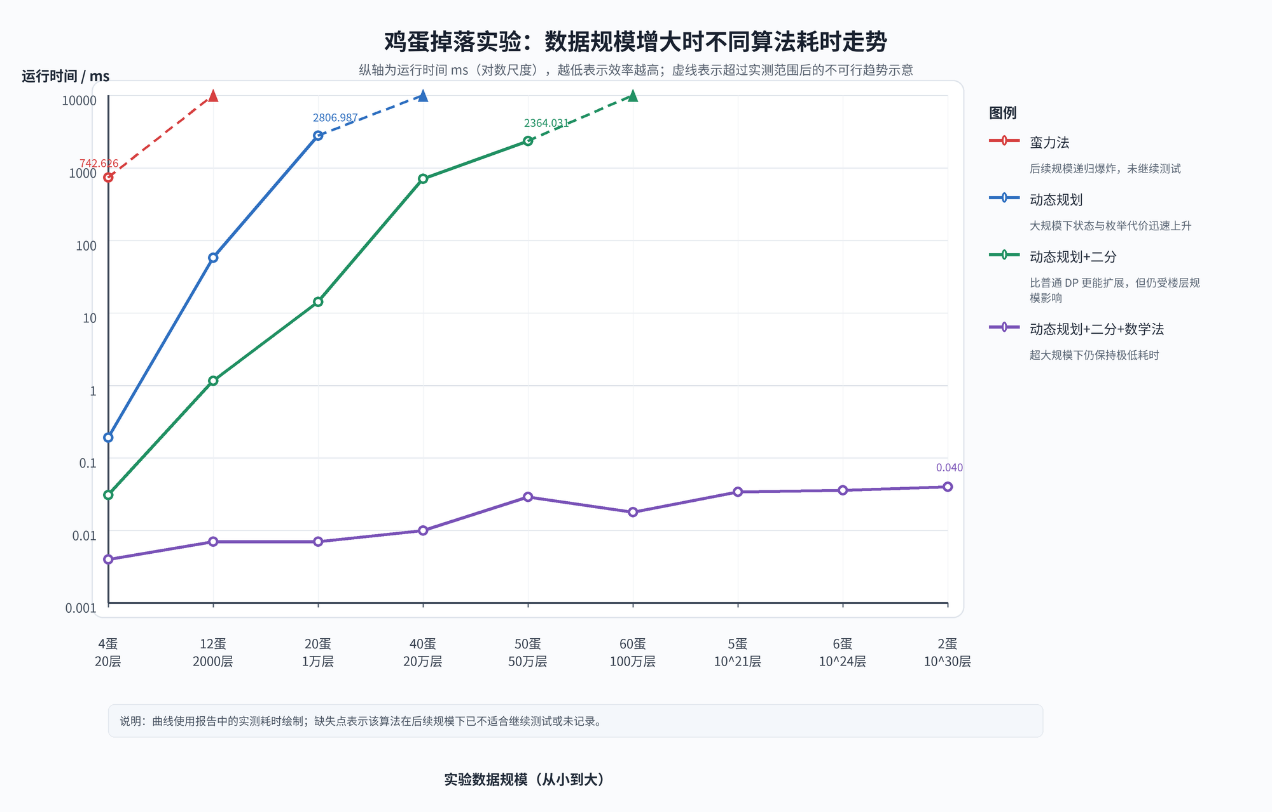 鸡蛋掉落实验：数据规模增大时不同算法耗时走势
纵轴为运行时间 ms（对数尺度），越低表示效率越高；虚线表示超过实测范围后的不可行趋势示意
运行时间 / ms
10000
1000
100
10
1
0.1
0.01
0.001
742.626
2806.987
2364.031
0.040
4蛋
20层
12蛋
2000层
20蛋
1万层
40蛋
20万层
50蛋
50万层
60蛋
100万层
5蛋
10^21层
6蛋
10^24层
2蛋
10^30层
图例
蛮力法
后续规模递归爆炸，未继续测试
动态规划
大规模下状态与枚举代价迅速上升
动态规划+二分
比普通 DP 更能扩展，但仍受楼层规
模影响
动态规划+二分+数学法
超大规模下仍保持极低耗时
说明：曲线使用报告中的实测耗时绘制；缺失点表示该算法在后续规模下已不适合继续测试或未记录。
实验数据规模（从小到大）